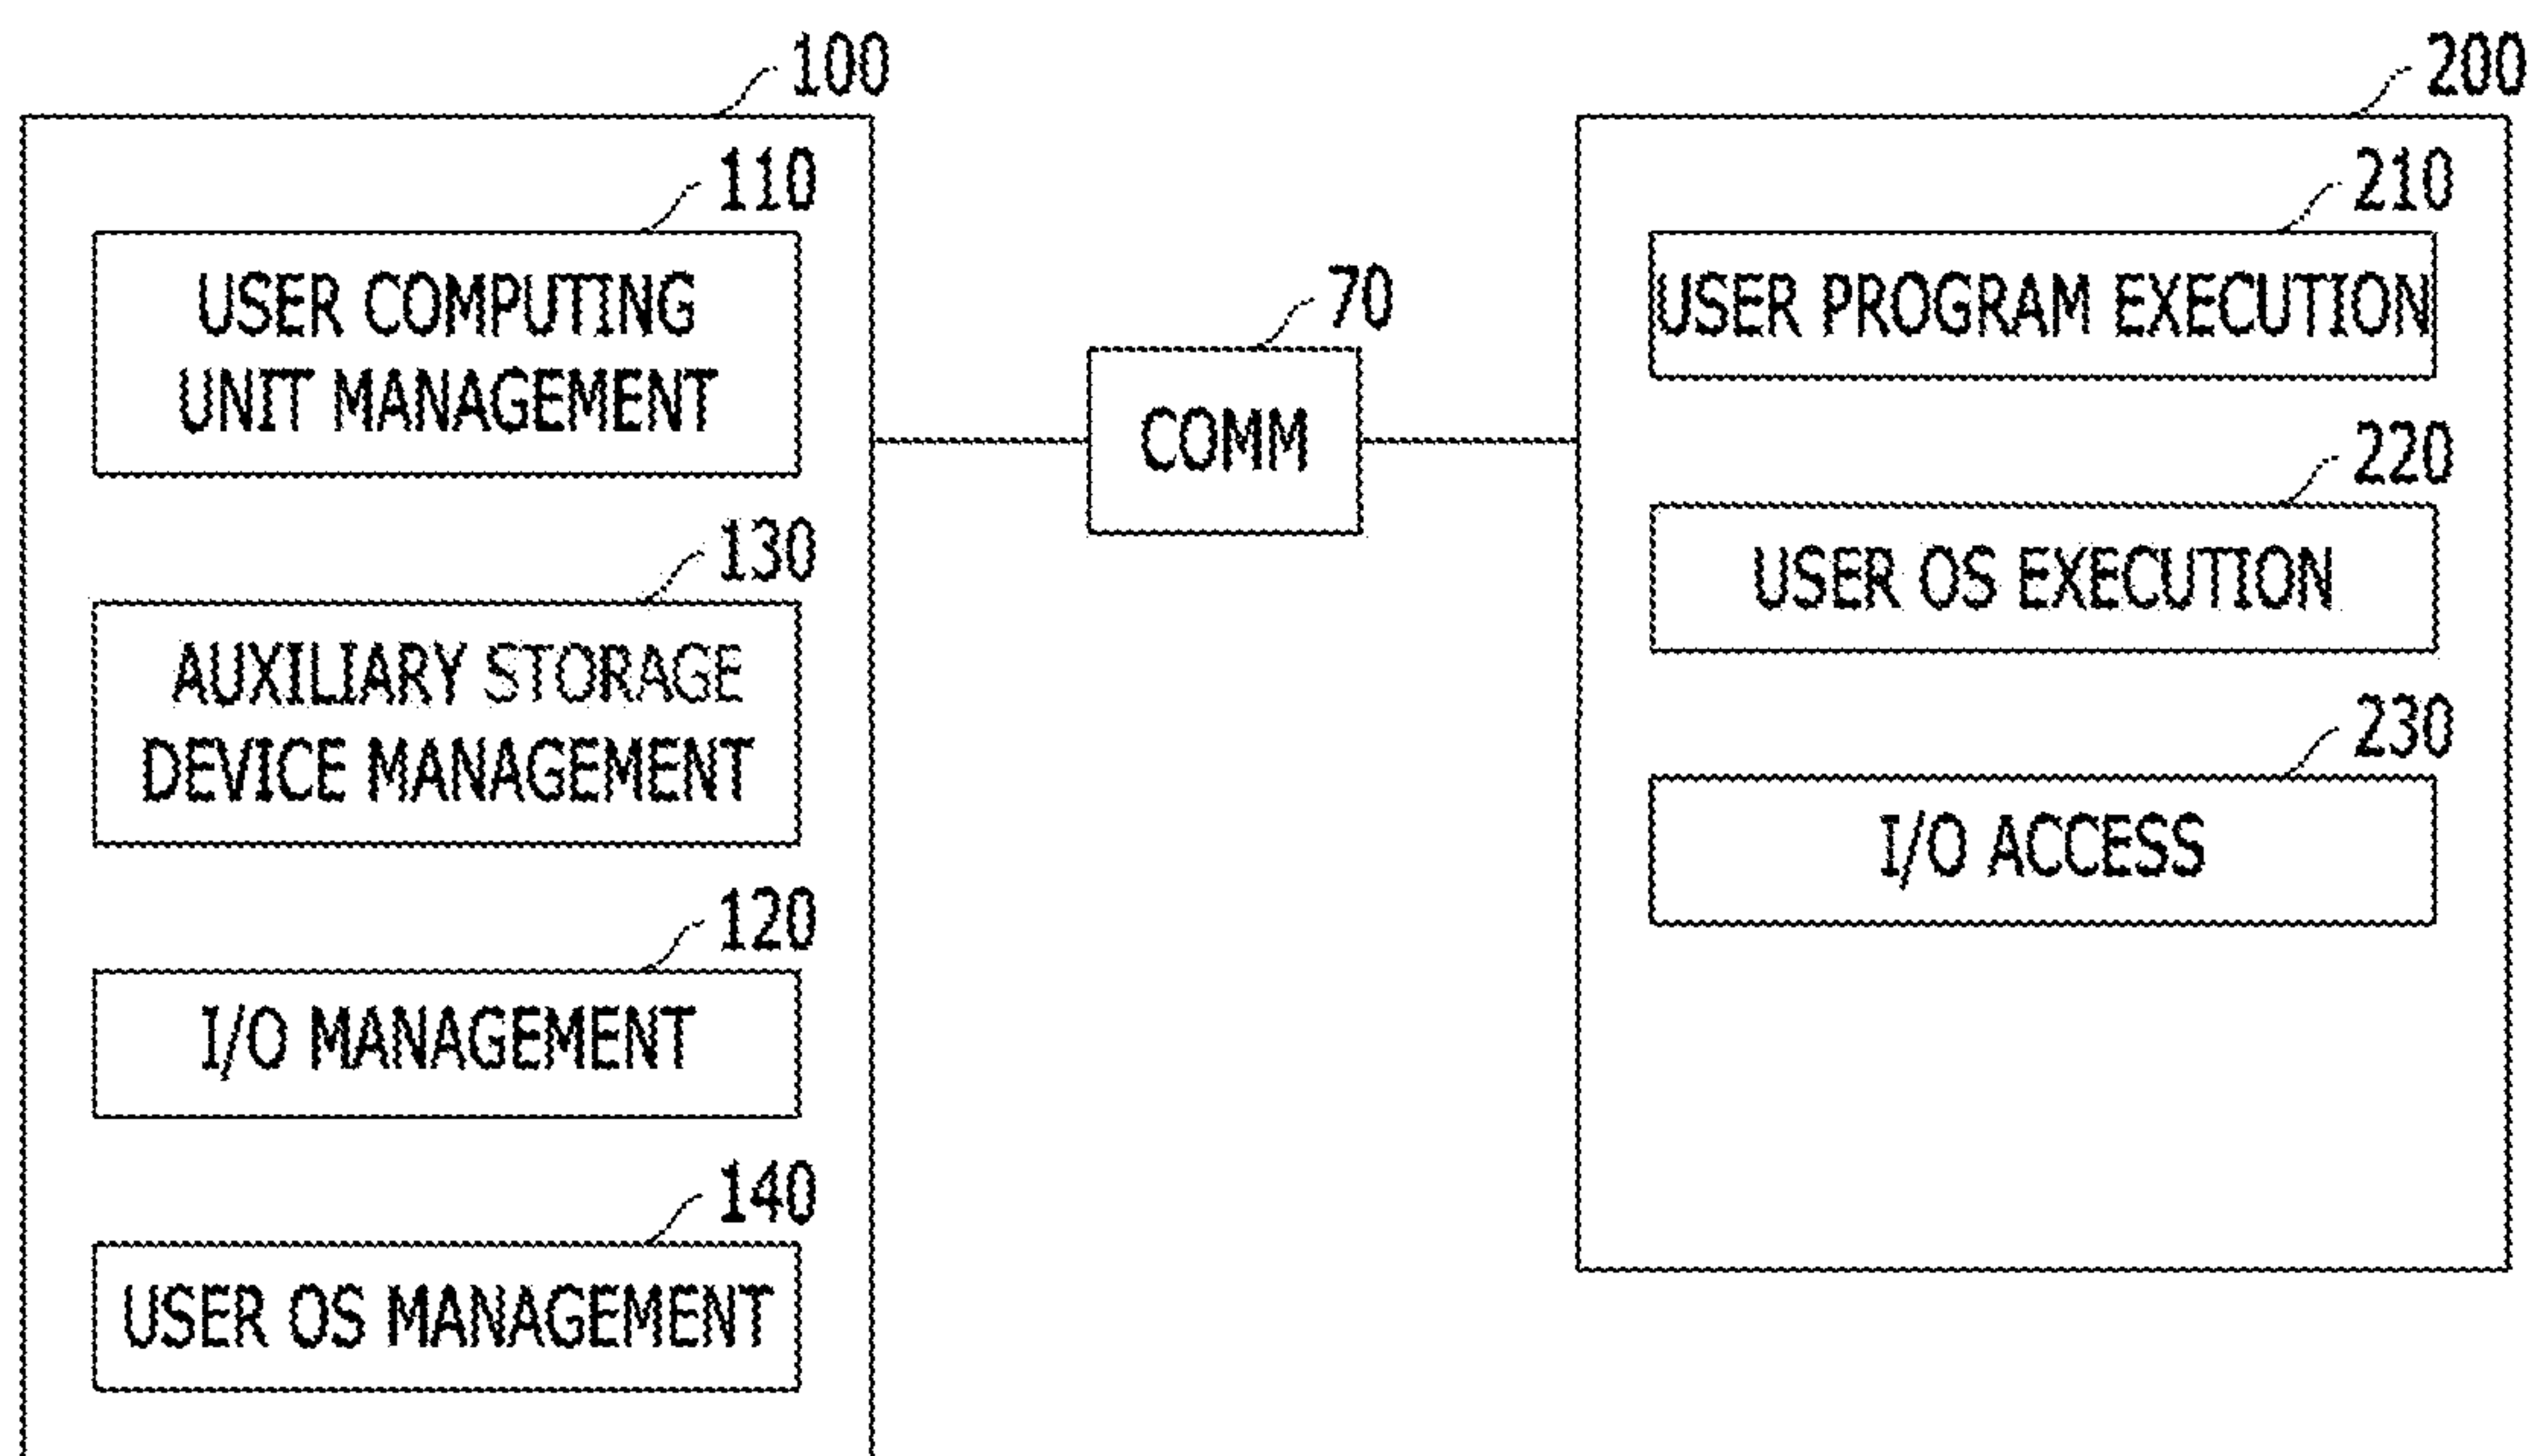 100
110
USER COMPUTING
UNIT MANAGEMENT
130
AUXILIARY STORAGE
DEVICE MANAGEMENT
120
I/O MANAGEMENT
140
USER OS MANAGEMENT
70
COMM
200
210
USER PROGRAM EXECUTION
220
USER OS EXECUTION
230
I/O ACCESS